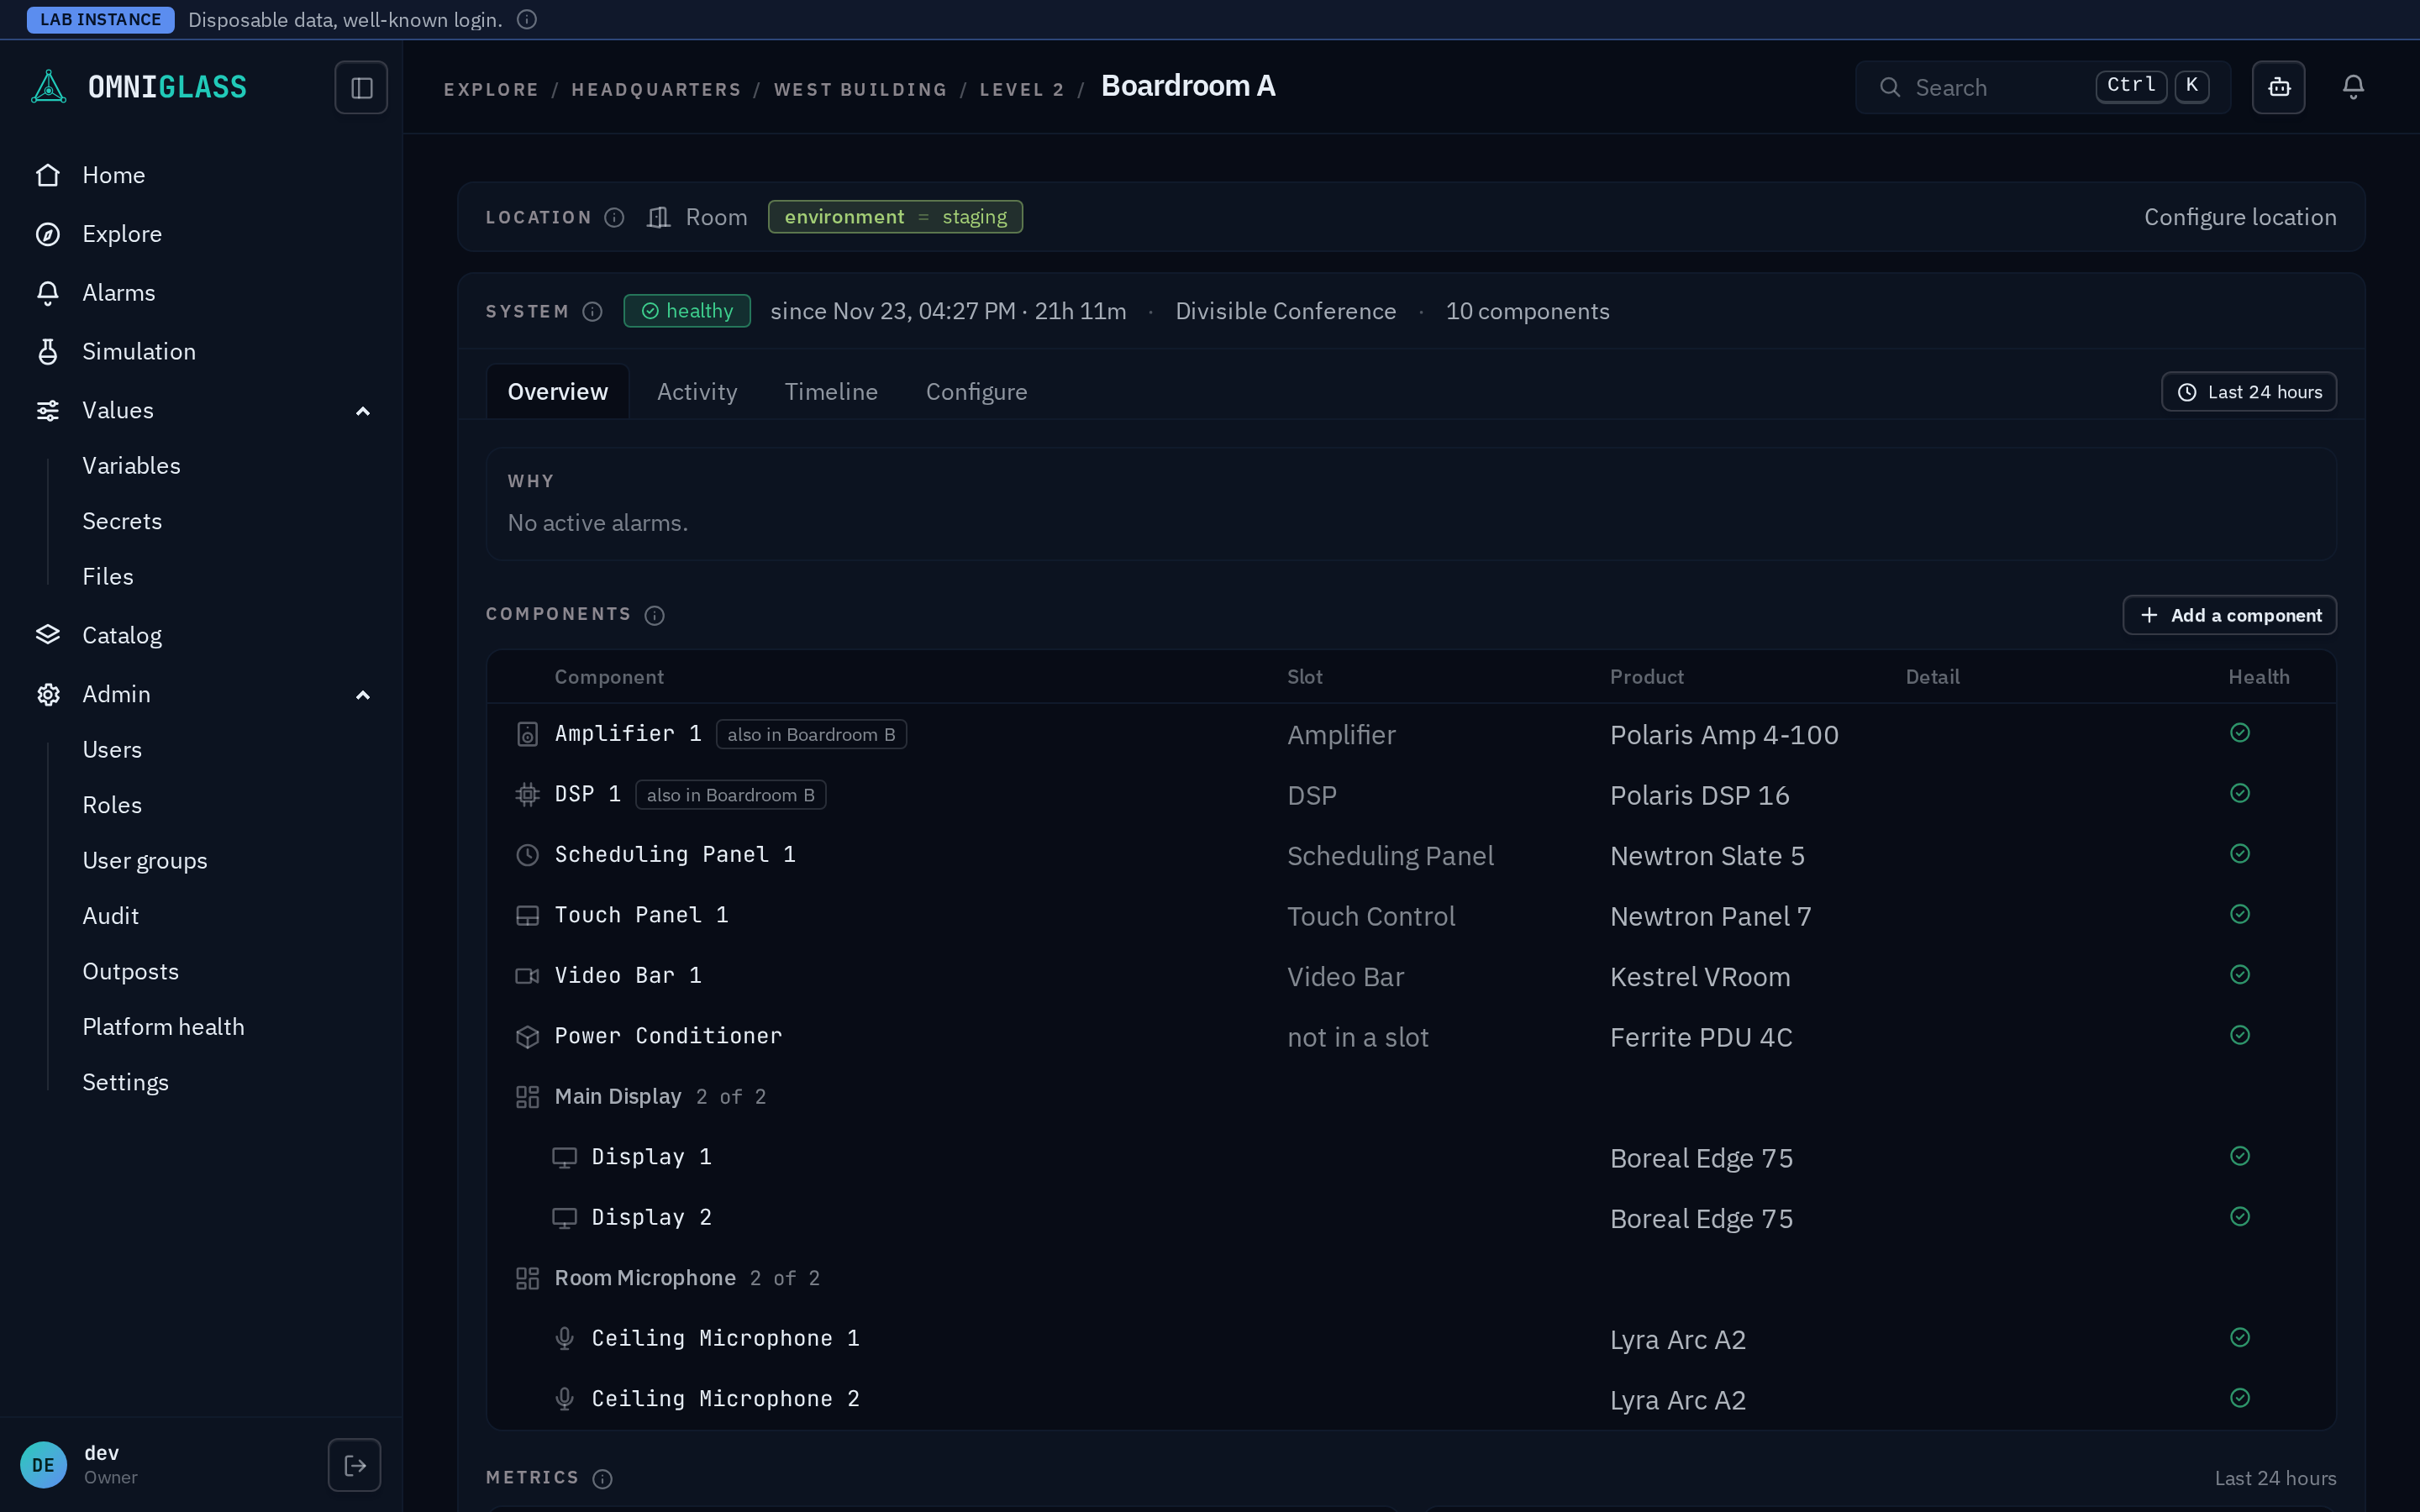 LAB INSTANCE Disposable data, well-known login.
OMNIGLASS
EXPLORE / HEADQUARTERS / WEST BUILDING / LEVEL 2 / Boardroom A
Search Ctrl K
Home
Explore
Alarms
Simulation
Values
Variables
Secrets
Files
Catalog
Admin
Users
Roles
User groups
Audit
Outposts
Platform health
Settings
DE dev
Owner
LOCATION Room environment = staging Configure location
SYSTEM healthy since Nov 23, 04:27 PM · 21h 11m · Divisible Conference · 10 components
Overview Activity Timeline Configure Last 24 hours
WHY
No active alarms.
COMPONENTS Add a component
Component Slot Product Detail Health
Amplifier 1 also in Boardroom B Amplifier Polaris Amp 4-100
DSP 1 also in Boardroom B DSP Polaris DSP 16
Scheduling Panel 1 Scheduling Panel Newtron Slate 5
Touch Panel 1 Touch Control Newtron Panel 7
Video Bar 1 Video Bar Kestrel VRoom
Power Conditioner not in a slot Ferrite PDU 4C
Main Display 2 of 2
Display 1 Boreal Edge 75
Display 2 Boreal Edge 75
Room Microphone 2 of 2
Ceiling Microphone 1 Lyra Arc A2
Ceiling Microphone 2 Lyra Arc A2
METRICS Last 24 hours